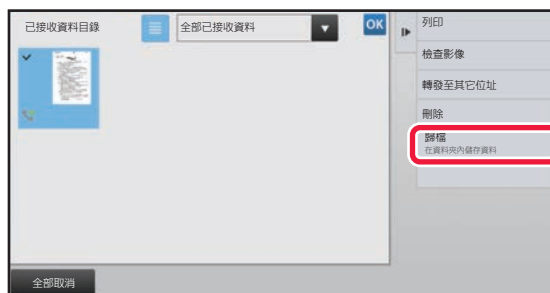 已接收資料目錄
全部已接收資料
OK
列印
檢查影像
轉發至其它位址
刪除
歸檔
在資料夾內儲存資料
全部取消